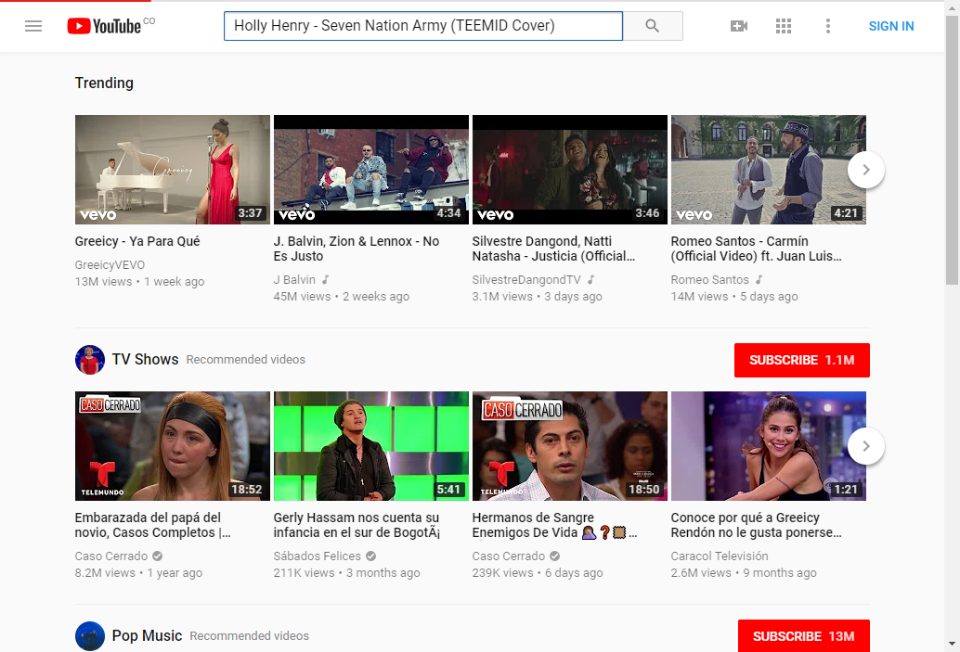 YouTube CO
Holly Henry - Seven Nation Army (TEEMID Cover)
SIGN IN
Trending
vevo 3:37
vevo 4:34
vevo 3:46
vevo 4:21
Greeicy - Ya Para Qué
GreeicyVEVO
13M views • 1 week ago
J. Balvin, Zion & Lennox - No
Es Justo
J Balvin
45M views • 2 weeks ago
Silvestre Dangond, Natti
Natasha - Justicia (Official...
SilvestreDangondTV
3.1M views • 3 days ago
Romeo Santos - Carmín
(Official Video) ft. Juan Luis...
Romeo Santos
14M views • 5 days ago
TV Shows Recommended videos
SUBSCRIBE 1.1M
CASO CERRADO
TELEMUNDO
18:52
5:41
CASO CERRADO
TELEMUNDO
18:50
1:21
Embarazada del papá del
novio, Casos Completos |...
Caso Cerrado
8.2M views • 1 year ago
Gerly Hassam nos cuenta su
infancia en el sur de BogotÃ¡
Sábados Felices
211K views • 3 months ago
Hermanos de Sangre
Enemigos De Vida 🤦🏽‍♀️❓🏽 ...
Caso Cerrado
239K views • 6 days ago
Conoce por qué a Greeicy
Rendón no le gusta ponerse...
Caracol Televisión
2.6M views • 9 months ago
Pop Music Recommended videos
SUBSCRIBE 13M